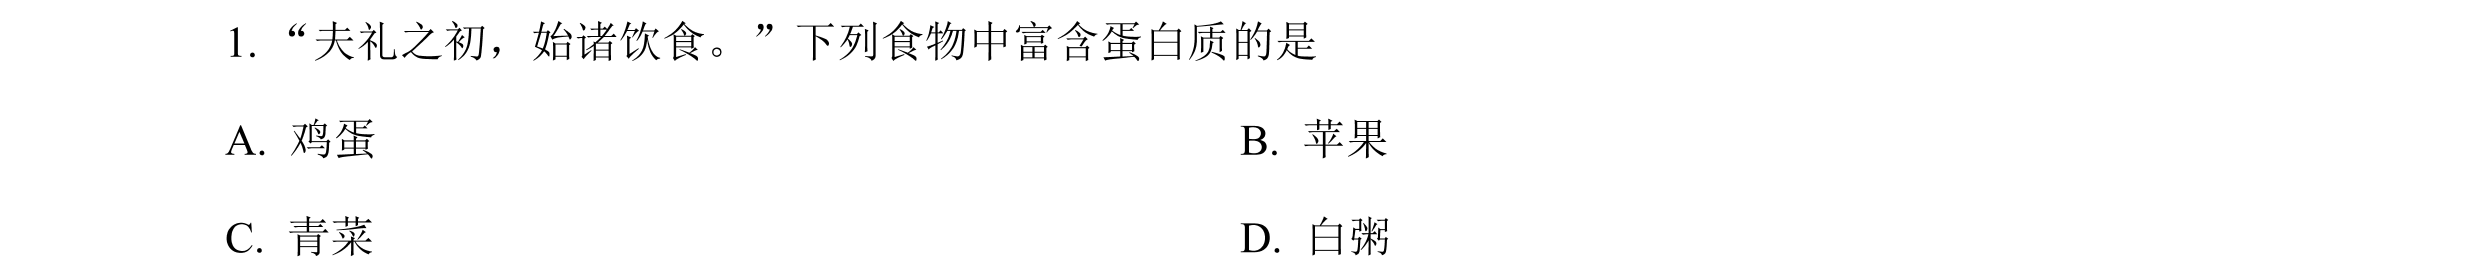 1. “夫礼之初，始诸饮食。”下列食物中富含蛋白质的是
A. 鸡蛋 B. 苹果
C. 青菜 D. 白粥